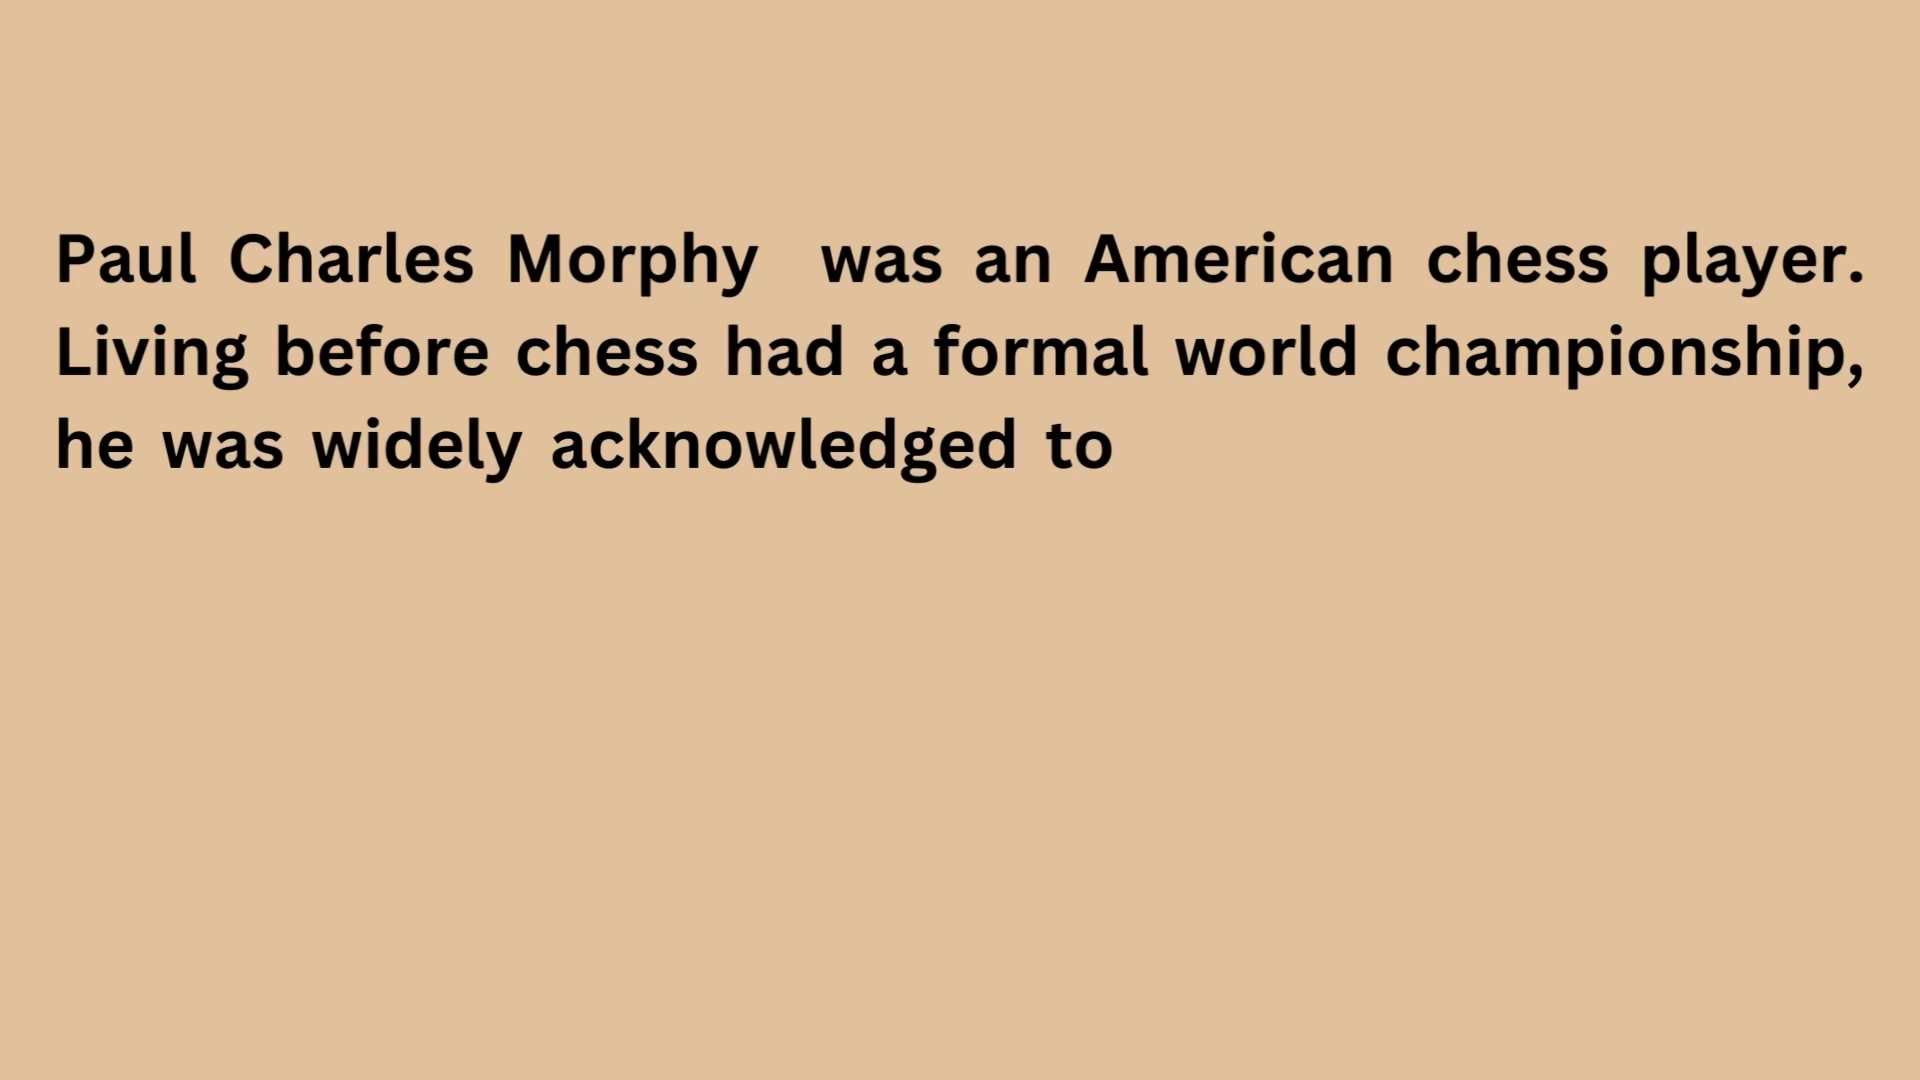 Paul Charles Morphy  was an American chess player.
Living before chess had a formal world championship,
he was widely acknowledged to